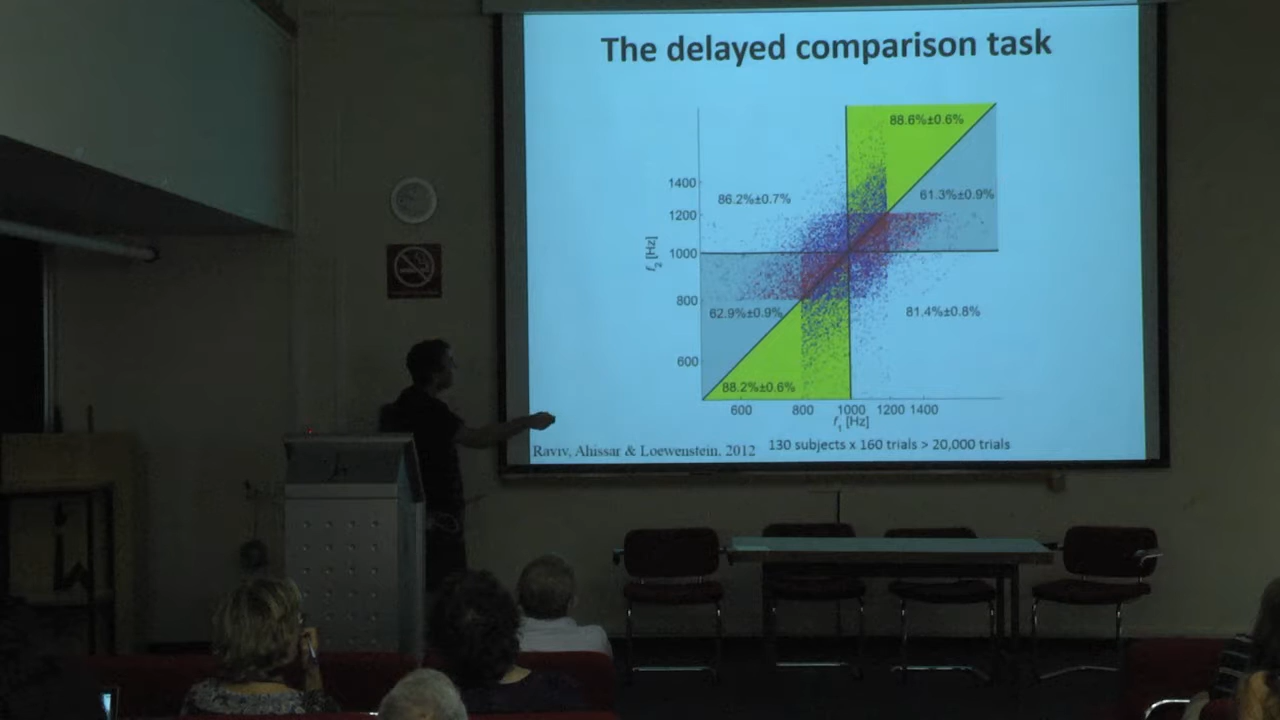 The delayed comparison task
88.6%±0.6%
1400
86.2%±0.7%
61.3%±0.9%
1200
f2 [Hz]
1000
800
62.9%±0.9%
81.4%±0.8%
600
88.2%±0.6%
600 800 1000 1200 1400
f1 [Hz]
Raviv, Ahissar & Loewenstein. 2012 130 subjects x 160 trials > 20,000 trials